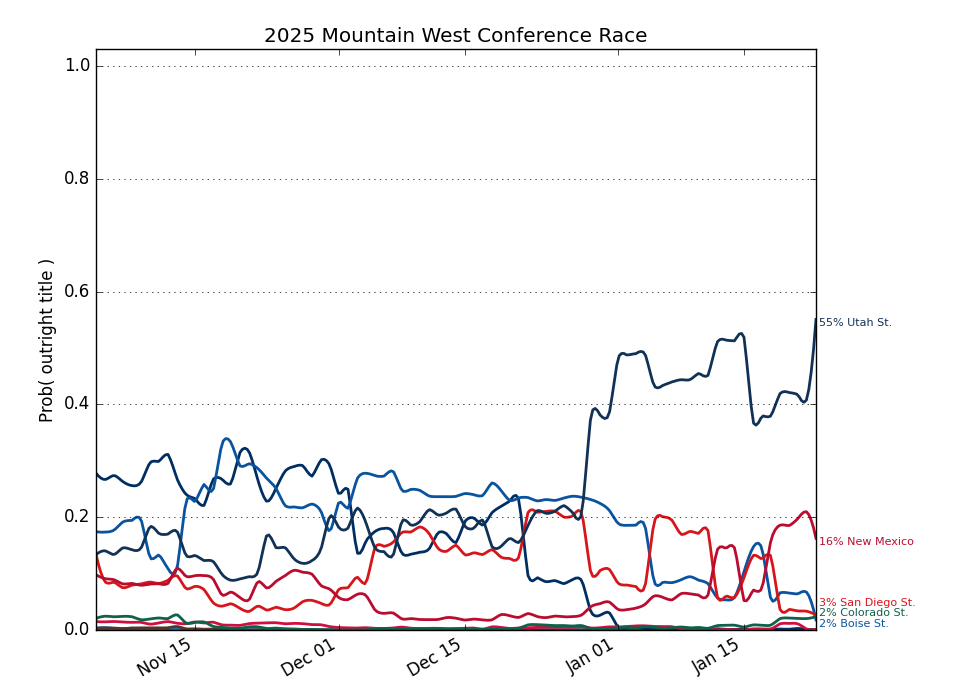 2025 Mountain West Conference Race
Prob( outright title )
1.0
0.8
0.6
0.4
0.2
0.0
55% Utah St.
16% New Mexico
3% San Diego St.
2% Colorado St.
2% Boise St.
Nov 15
Dec 01
Dec 15
Jan 01
Jan 15